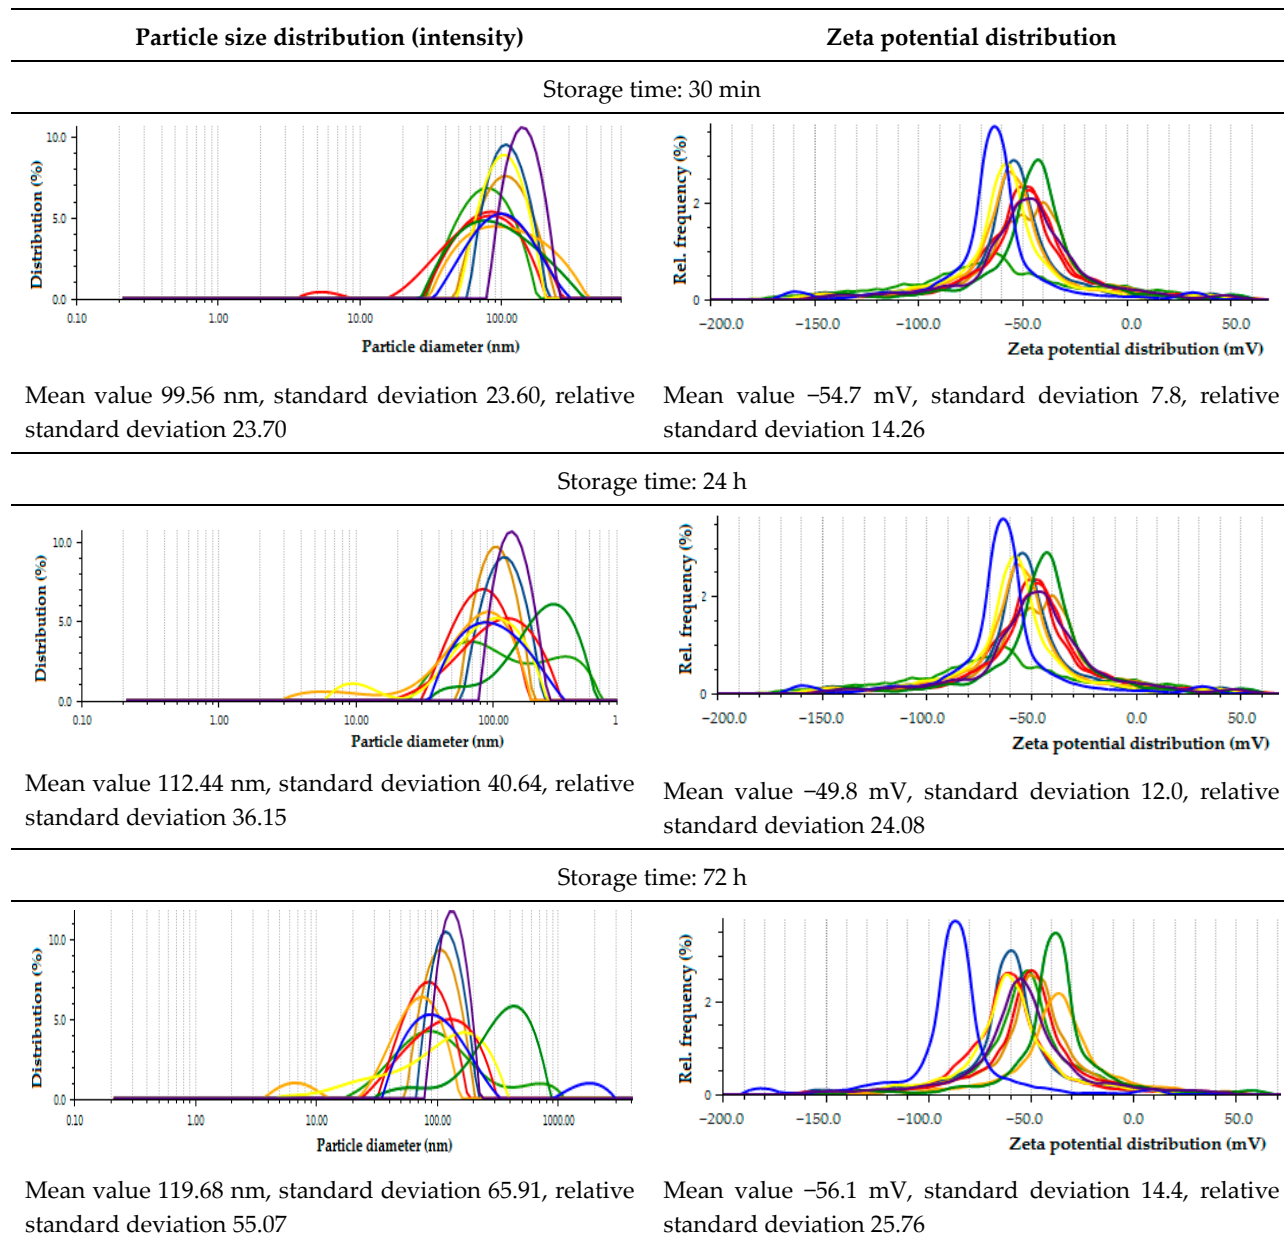 Particle size distribution (intensity)
Zeta potential distribution
Storage time: 30 min
Distribution (%)
10.0
5.0
0.0
0.10
1.00
10.00
100.00
Particle diameter (nm)
Rel. frequency (%)
2
0
−200.0
−150.0
−100.0
−50.0
0.0
50.0
Zeta potential distribution (mV)
Mean value 99.56 nm, standard deviation 23.60, relative
standard deviation 23.70
Mean value −54.7 mV, standard deviation 7.8, relative
standard deviation 14.26
Storage time: 24 h
Distribution (%)
10.0
5.0
0.0
0.10
1.00
10.00
100.00
1
Particle diameter (nm)
Rel. frequency (%)
2
0
−200.0
−150.0
−100.0
−50.0
0.0
50.0
Zeta potential distribution (mV)
Mean value 112.44 nm, standard deviation 40.64, relative
standard deviation 36.15
Mean value −49.8 mV, standard deviation 12.0, relative
standard deviation 24.08
Storage time: 72 h
Distribution (%)
10.0
5.0
0.0
0.10
1.00
10.00
100.00
1000.00
Particle diameter (nm)
Rel. frequency (%)
2
0
−200.0
−150.0
−100.0
−50.0
0.0
50.0
Zeta potential distribution (mV)
Mean value 119.68 nm, standard deviation 65.91, relative
standard deviation 55.07
Mean value −56.1 mV, standard deviation 14.4, relative
standard deviation 25.76